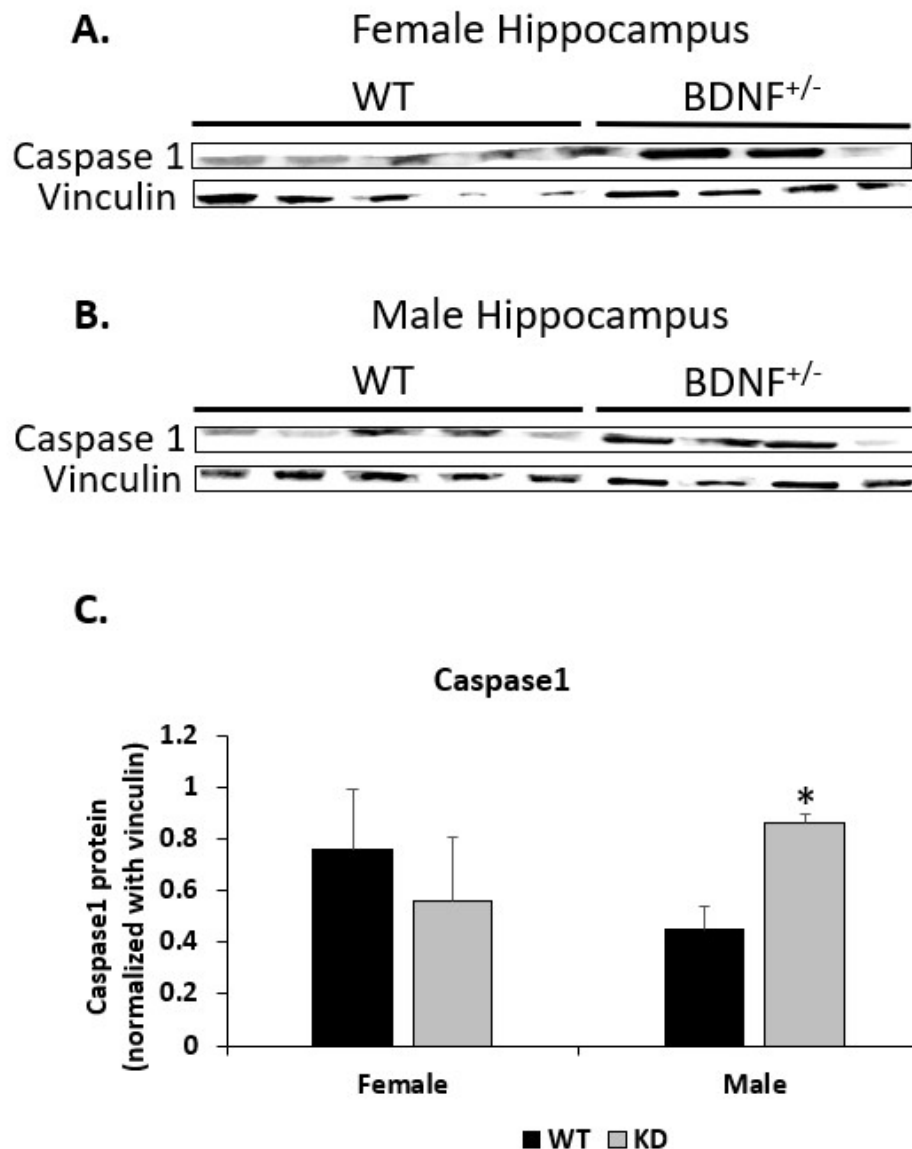 A. Female Hippocampus
WT BDNF+/-
Caspase 1
Vinculin
B. Male Hippocampus
WT BDNF+/-
Caspase 1
Vinculin
C.
Caspase1
Caspase1 protein
(normalized with vinculin)
1.2
1
0.8
0.6
0.4
0.2
0
*
Female Male
WT KD